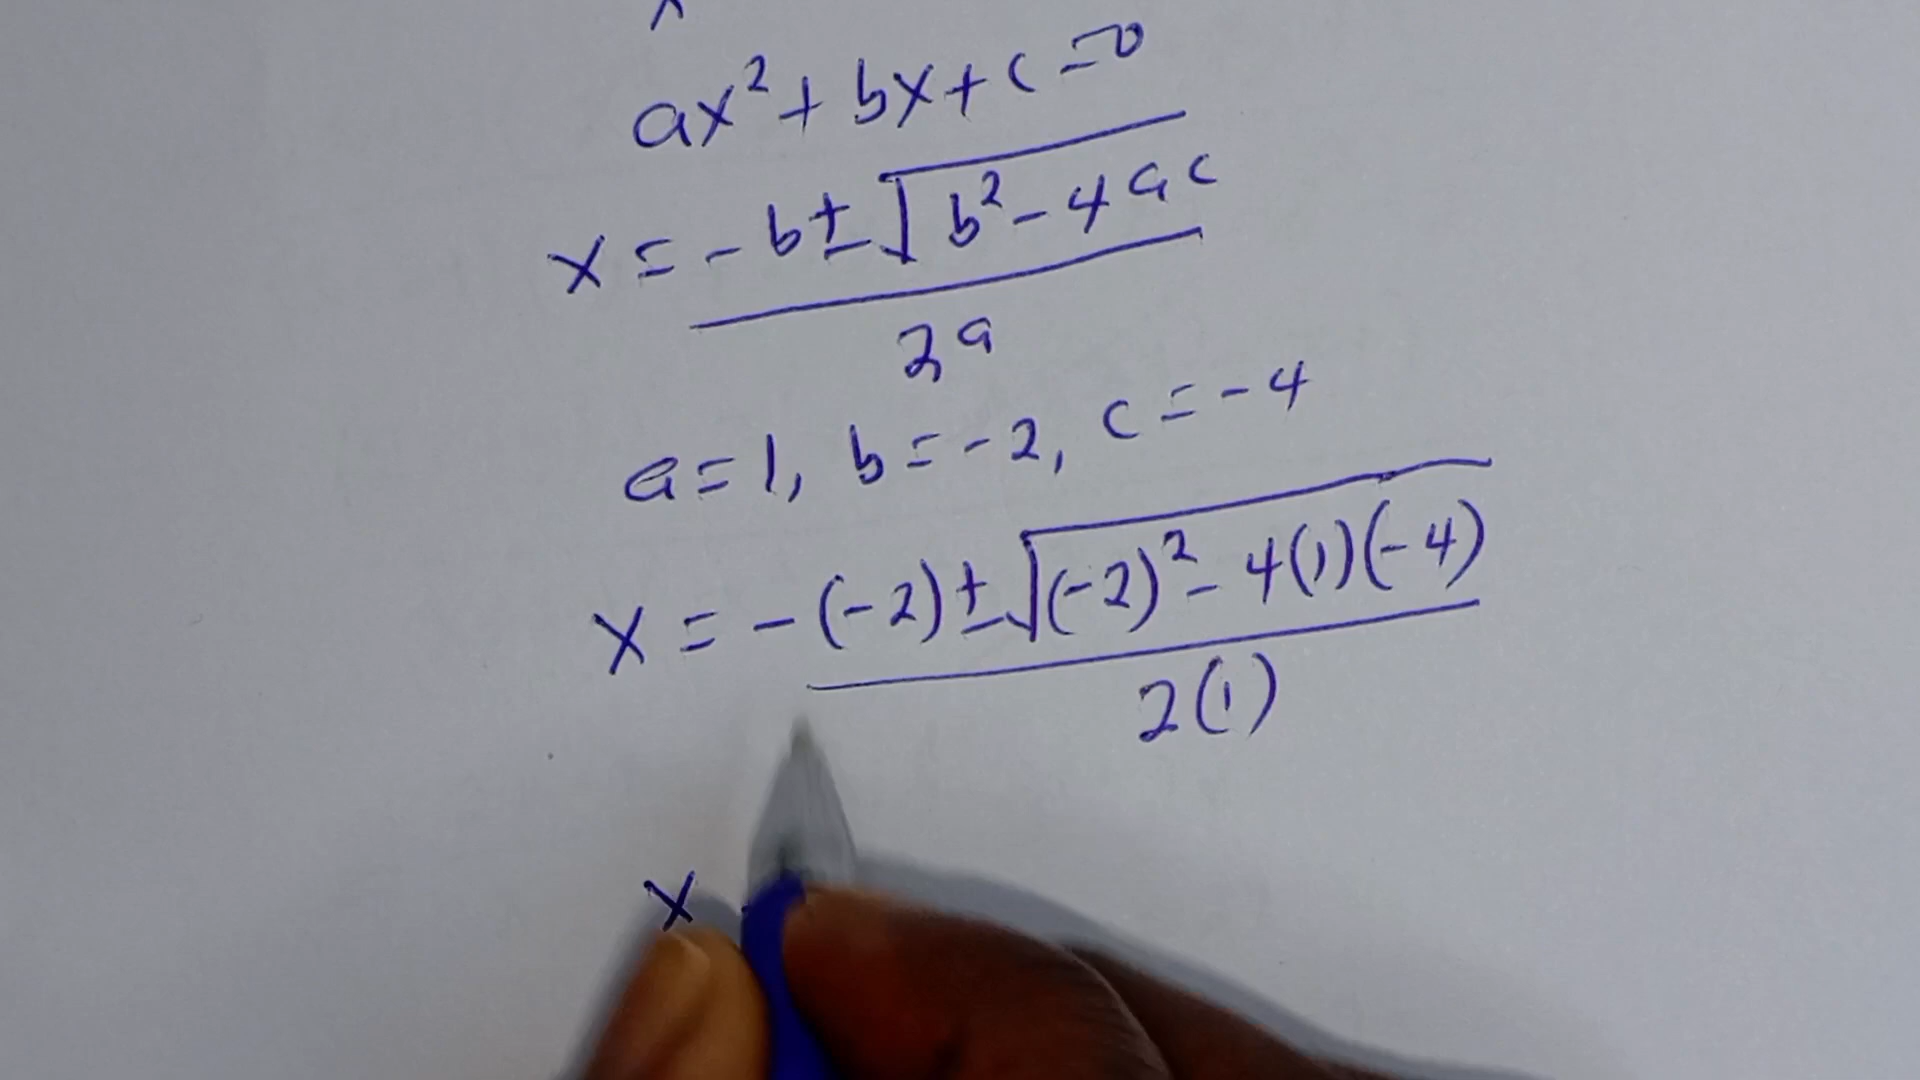 ax² + bx + c = 0
x = -b ± √b² - 4ac
2a
a = 1, b = -2, c = -4
x = -(-2) ± √(-2)² - 4(1)(-4)
2(1)
x